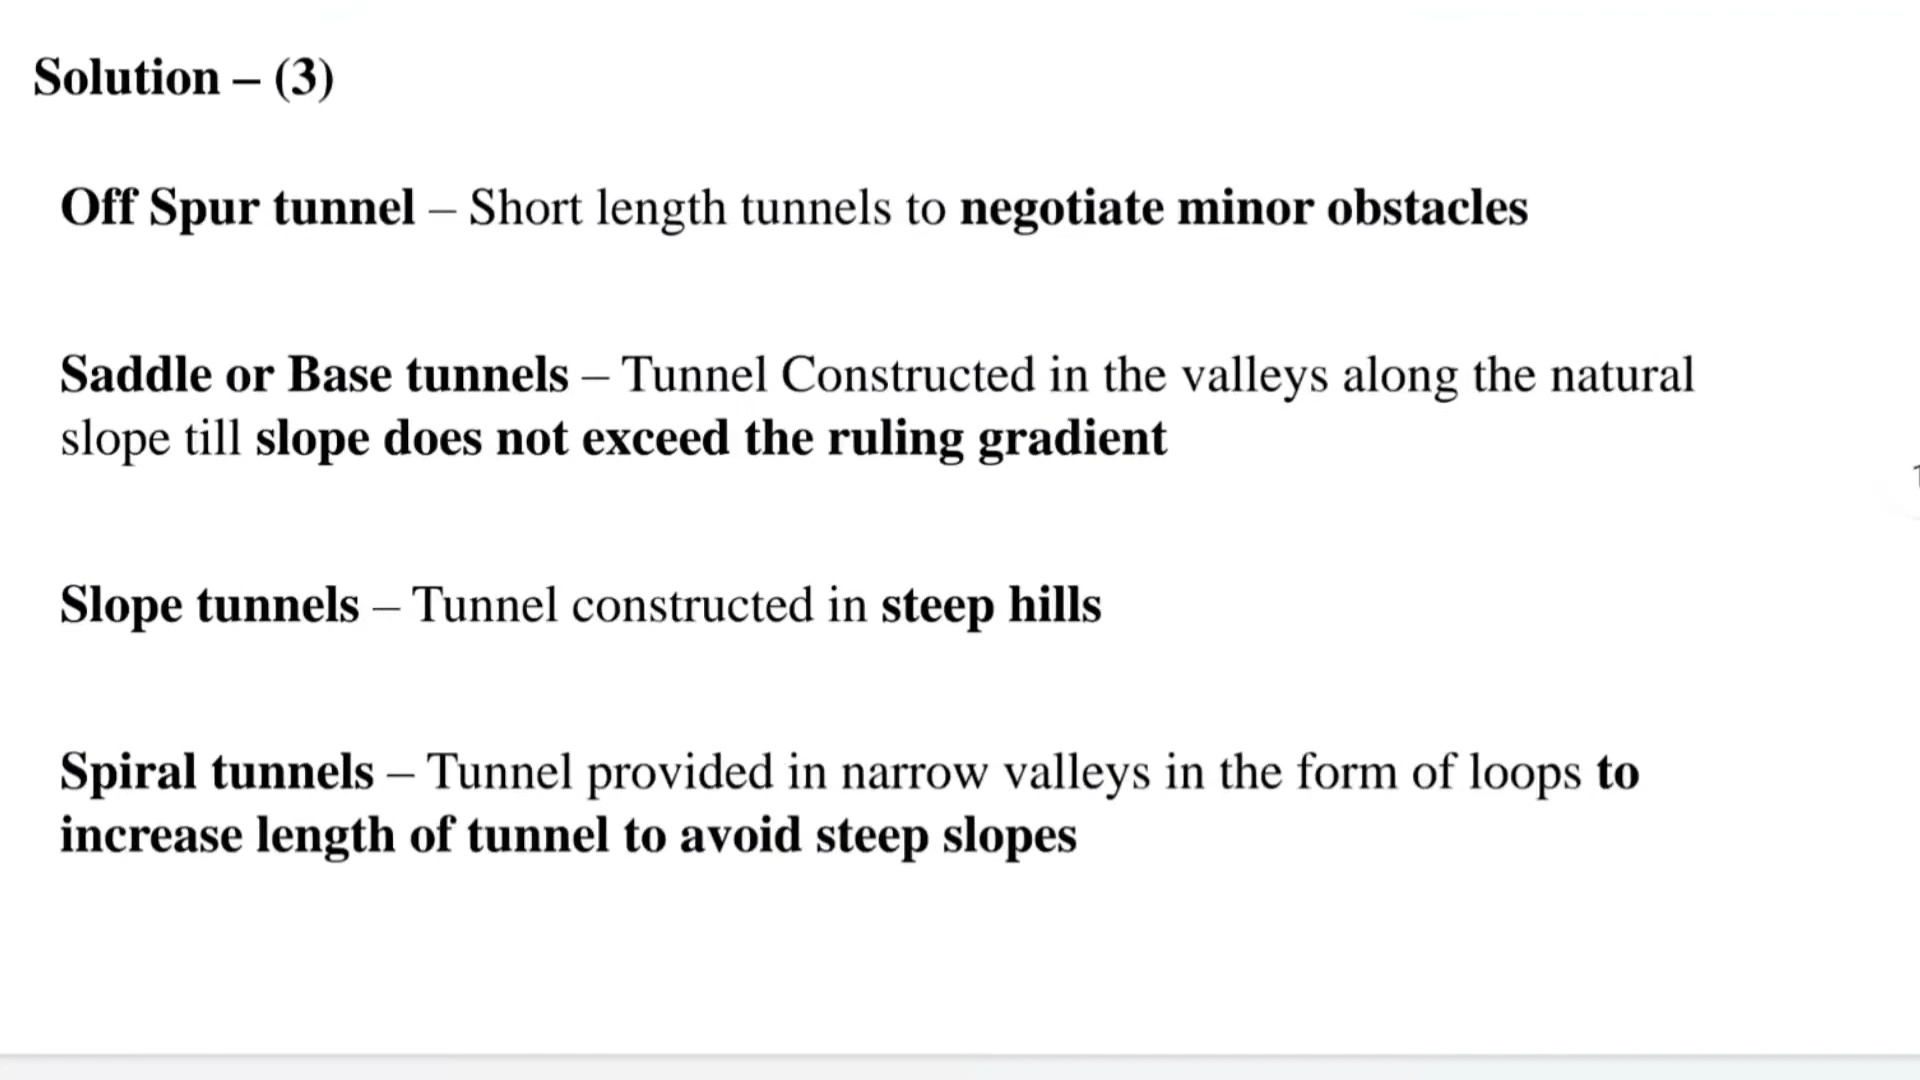 Solution – (3)
Off Spur tunnel – Short length tunnels to negotiate minor obstacles
Saddle or Base tunnels – Tunnel Constructed in the valleys along the natural
slope till slope does not exceed the ruling gradient
Slope tunnels – Tunnel constructed in steep hills
Spiral tunnels – Tunnel provided in narrow valleys in the form of loops to
increase length of tunnel to avoid steep slopes